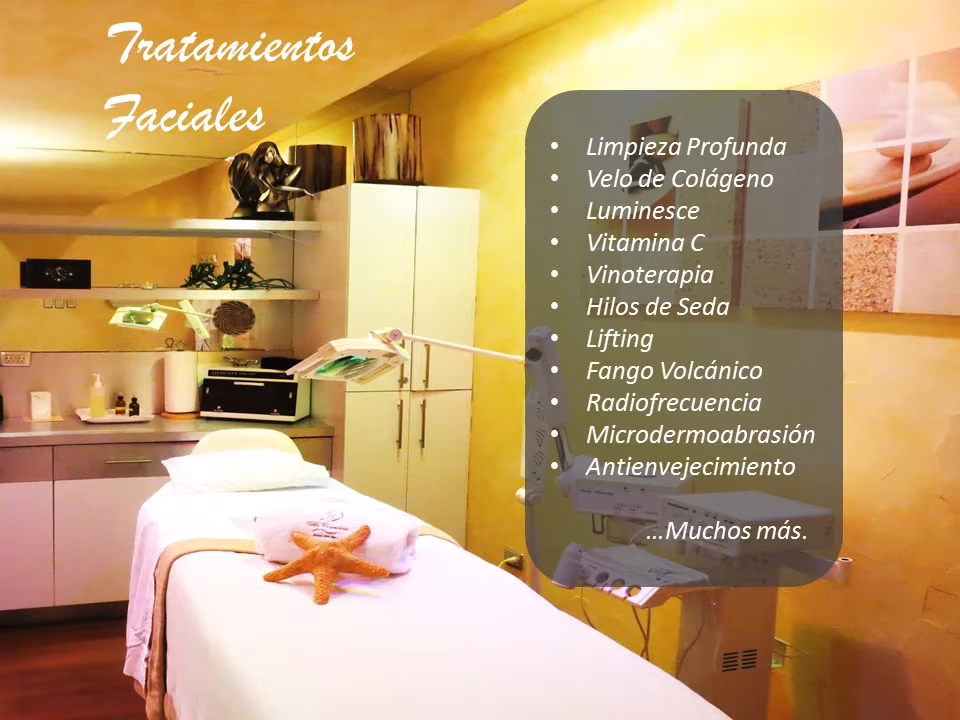 Tratamientos
Faciales
• Limpieza Profunda
• Velo de Colágeno
• Luminesce
• Vitamina C
• Vinoterapia
• Hilos de Seda
• Lifting
• Fango Volcánico
• Radiofrecuencia
• Microdermoabrasión
• Antienvejecimiento
...Muchos más.